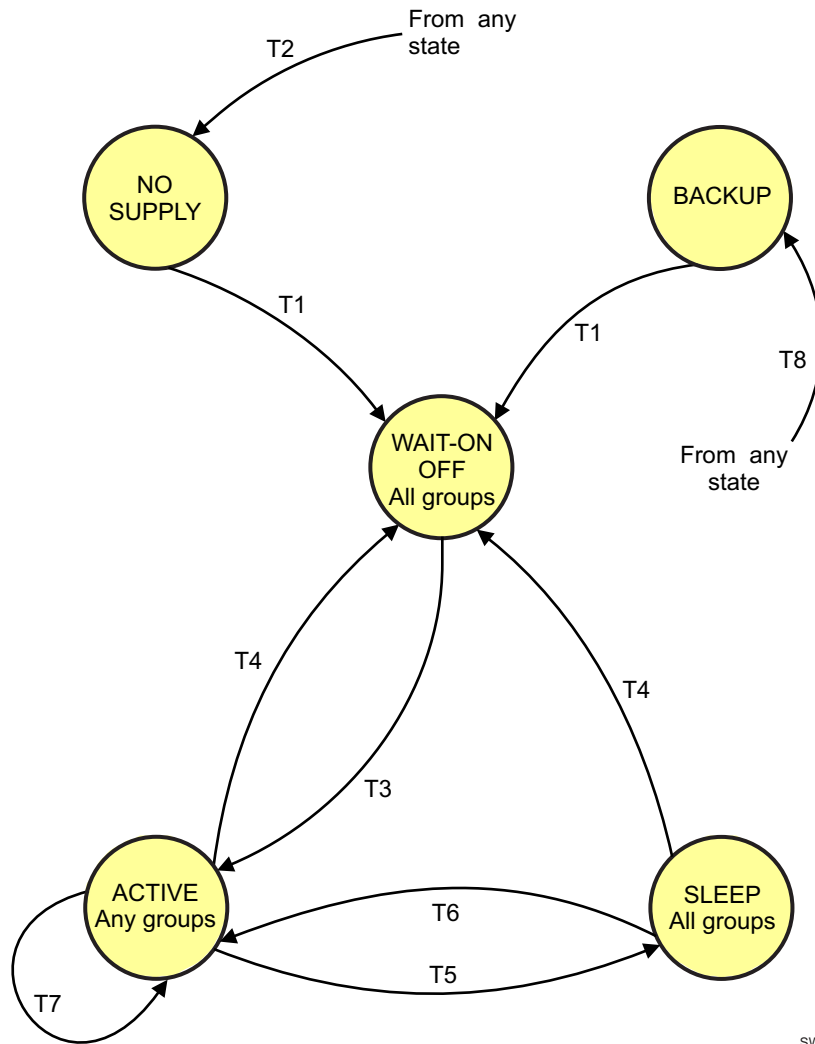 From any
state
T2
NO
SUPPLY
BACKUP
T1
T1
T8
WAIT-ON
OFF
All groups
From any
state
T4
T4
T3
ACTIVE
Any groups
SLEEP
All groups
T6
T5
T7